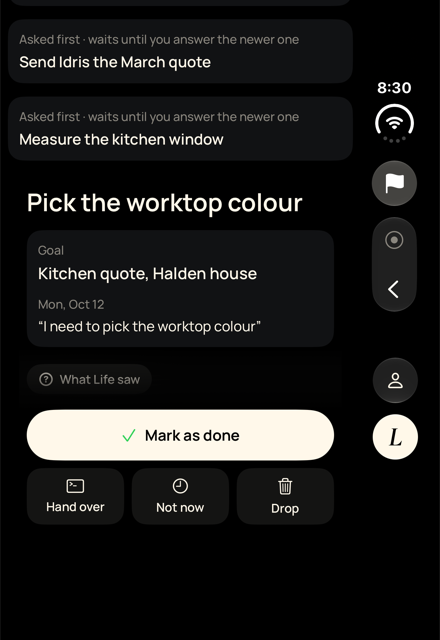 Asked first · waits until you answer the newer one
Send Idris the March quote
8:30
Asked first · waits until you answer the newer one
Measure the kitchen window
Pick the worktop colour
Goal
Kitchen quote, Halden house
Mon, Oct 12
“I need to pick the worktop colour”
What Life saw
Mark as done
L
Hand over
Not now
Drop